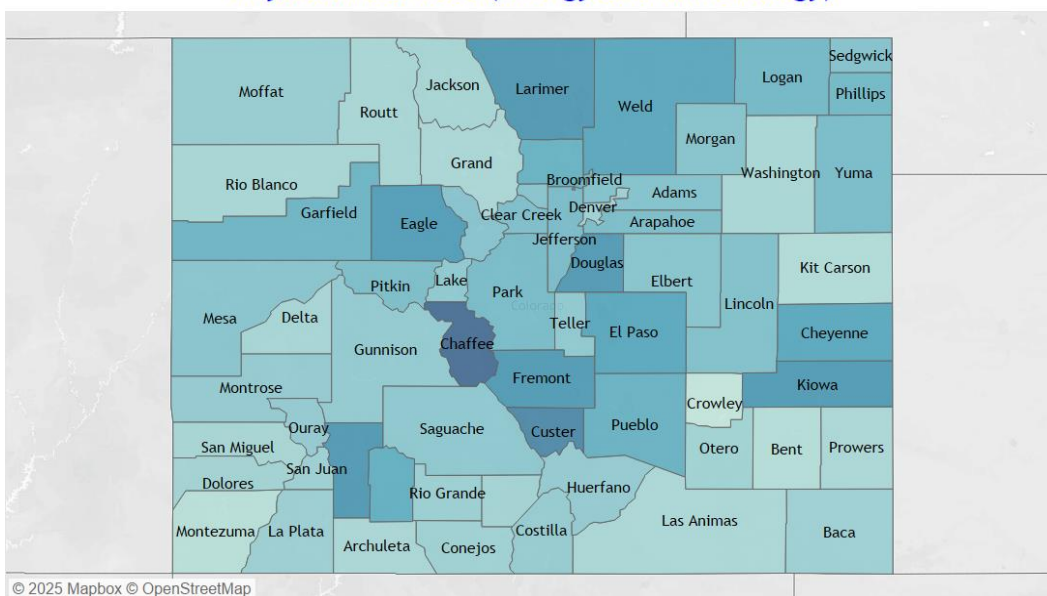 Sedgwick
Moffat
Jackson
Larimer
Logan
Phillips
Routt
Weld
Morgan
Grand
Washington
Yuma
Rio Blanco
Broomfield
Adams
Garfield
Eagle
Clear Creek
Denver
Arapahoe
Jefferson
Douglas
Kit Carson
Pitkin
Lake
Park
Elbert
Lincoln
Colorado
Mesa
Delta
Teller
El Paso
Cheyenne
Gunnison
Chaffee
Montrose
Fremont
Kiowa
Crowley
Ouray
Saguache
Custer
Pueblo
San Miguel
Otero
Bent
Prowers
San Juan
Dolores
Rio Grande
Huerfano
Montezuma
La Plata
Costilla
Las Animas
Baca
Archuleta
Conejos
© 2025 Mapbox © OpenStreetMap